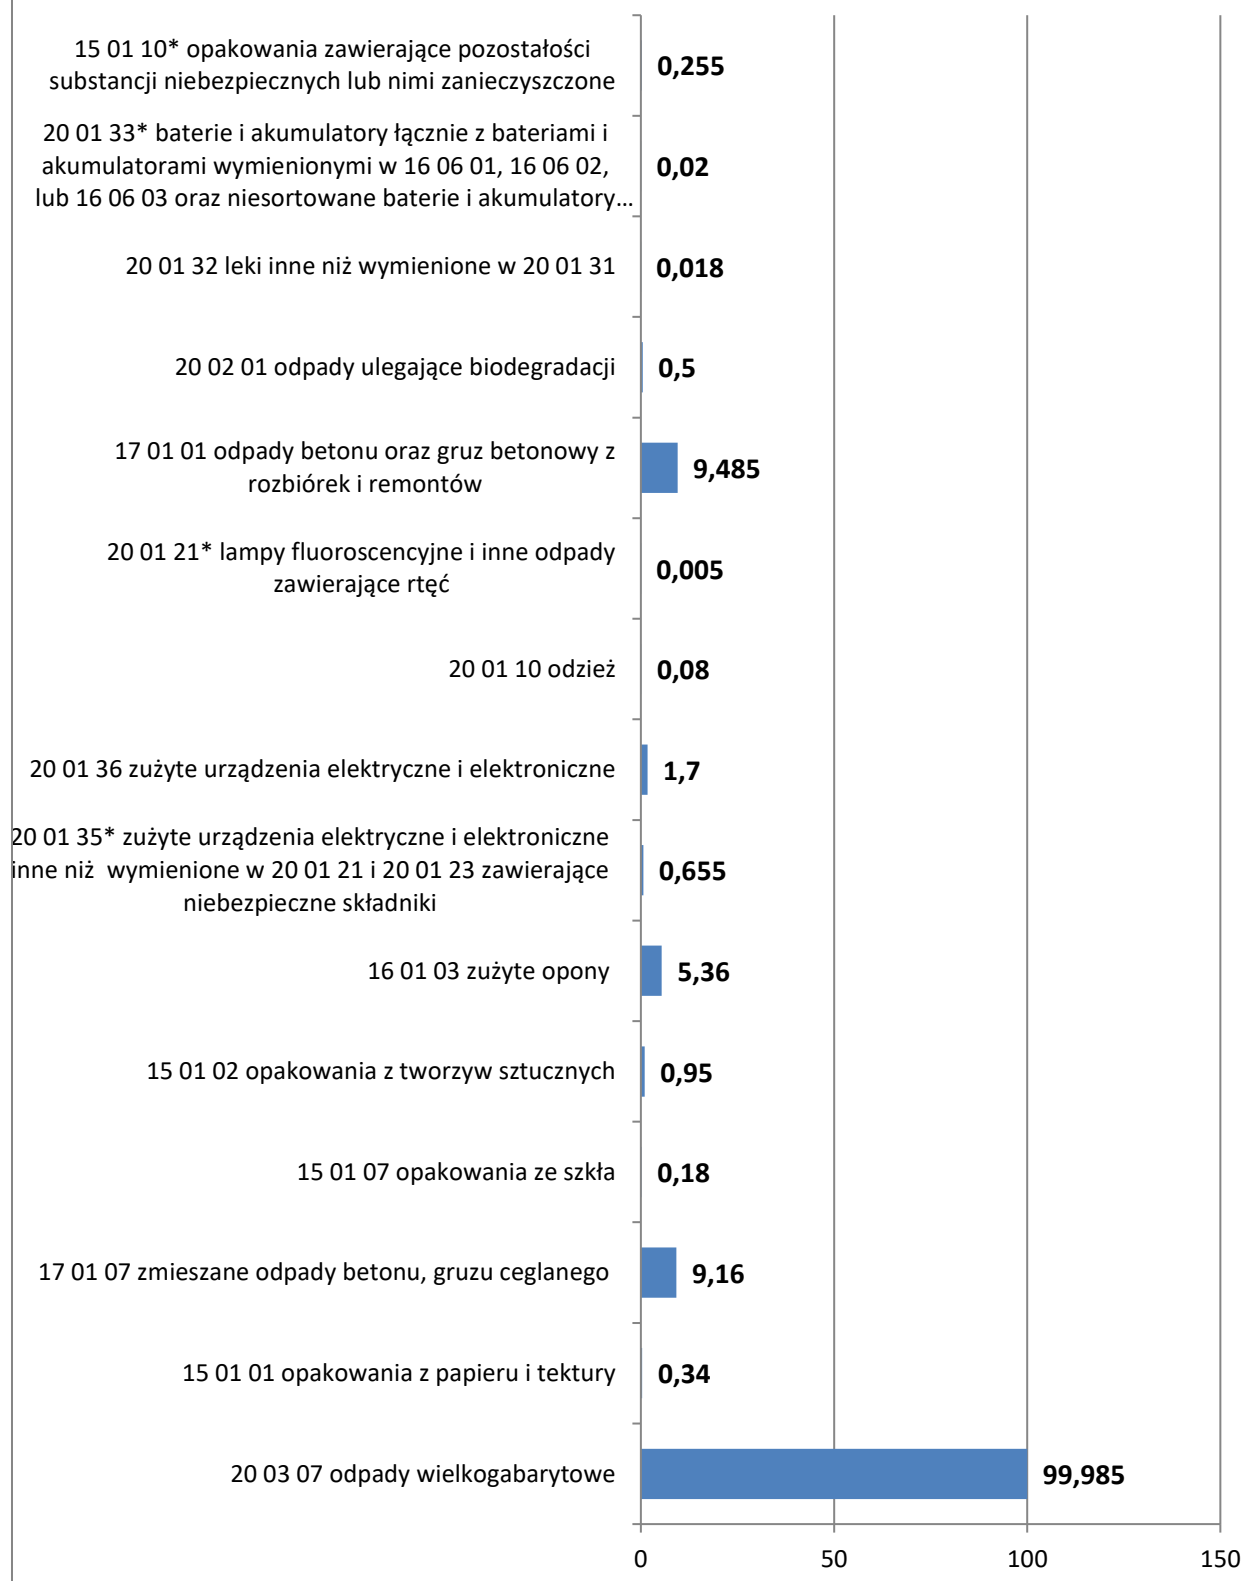 15 01 10* opakowania zawierające pozostałości
substancji niebezpiecznych lub nimi zanieczyszczone
0,255
20 01 33* baterie i akumulatory łącznie z bateriami i
akumulatorami wymienionymi w 16 06 01, 16 06 02,
lub 16 06 03 oraz niesortowane baterie i akumulatory...
0,02
20 01 32 leki inne niż wymienione w 20 01 31
0,018
20 02 01 odpady ulegające biodegradacji
0,5
17 01 01 odpady betonu oraz gruz betonowy z
rozbiórek i remontów
9,485
20 01 21* lampy fluoroscencyjne i inne odpady
zawierające rtęć
0,005
20 01 10 odzież
0,08
20 01 36 zużyte urządzenia elektryczne i elektroniczne
1,7
20 01 35* zużyte urządzenia elektryczne i elektroniczne
inne niż  wymienione w 20 01 21 i 20 01 23 zawierające
niebezpieczne składniki
0,655
16 01 03 zużyte opony
5,36
15 01 02 opakowania z tworzyw sztucznych
0,95
15 01 07 opakowania ze szkła
0,18
17 01 07 zmieszane odpady betonu, gruzu ceglanego
9,16
15 01 01 opakowania z papieru i tektury
0,34
20 03 07 odpady wielkogabarytowe
99,985
0 50 100 150